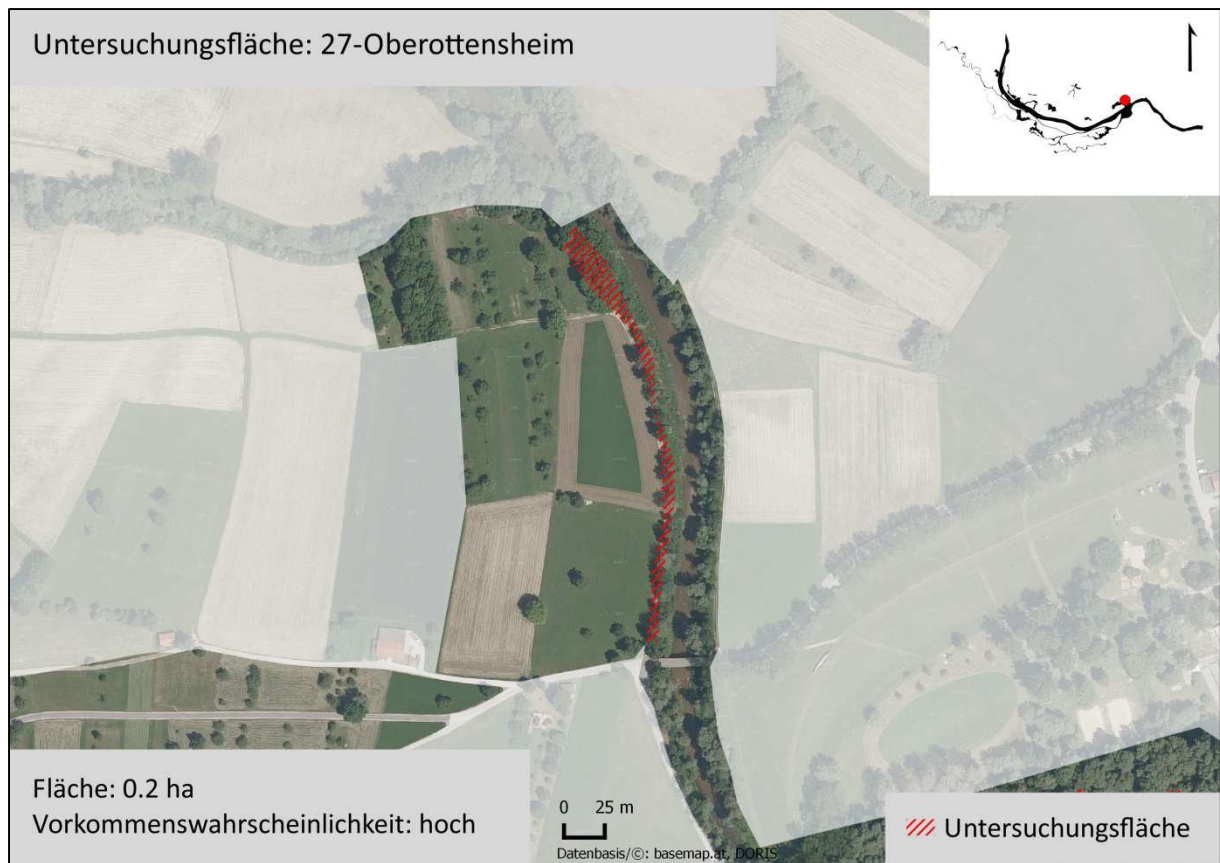 Untersuchungsfläche: 27-Oberottensheim
Fläche: 0.2 ha
Vorkommenswahrscheinlichkeit: hoch
0 25 m
Datenbasis/©: basemap.at, DORIS
Untersuchungsfläche